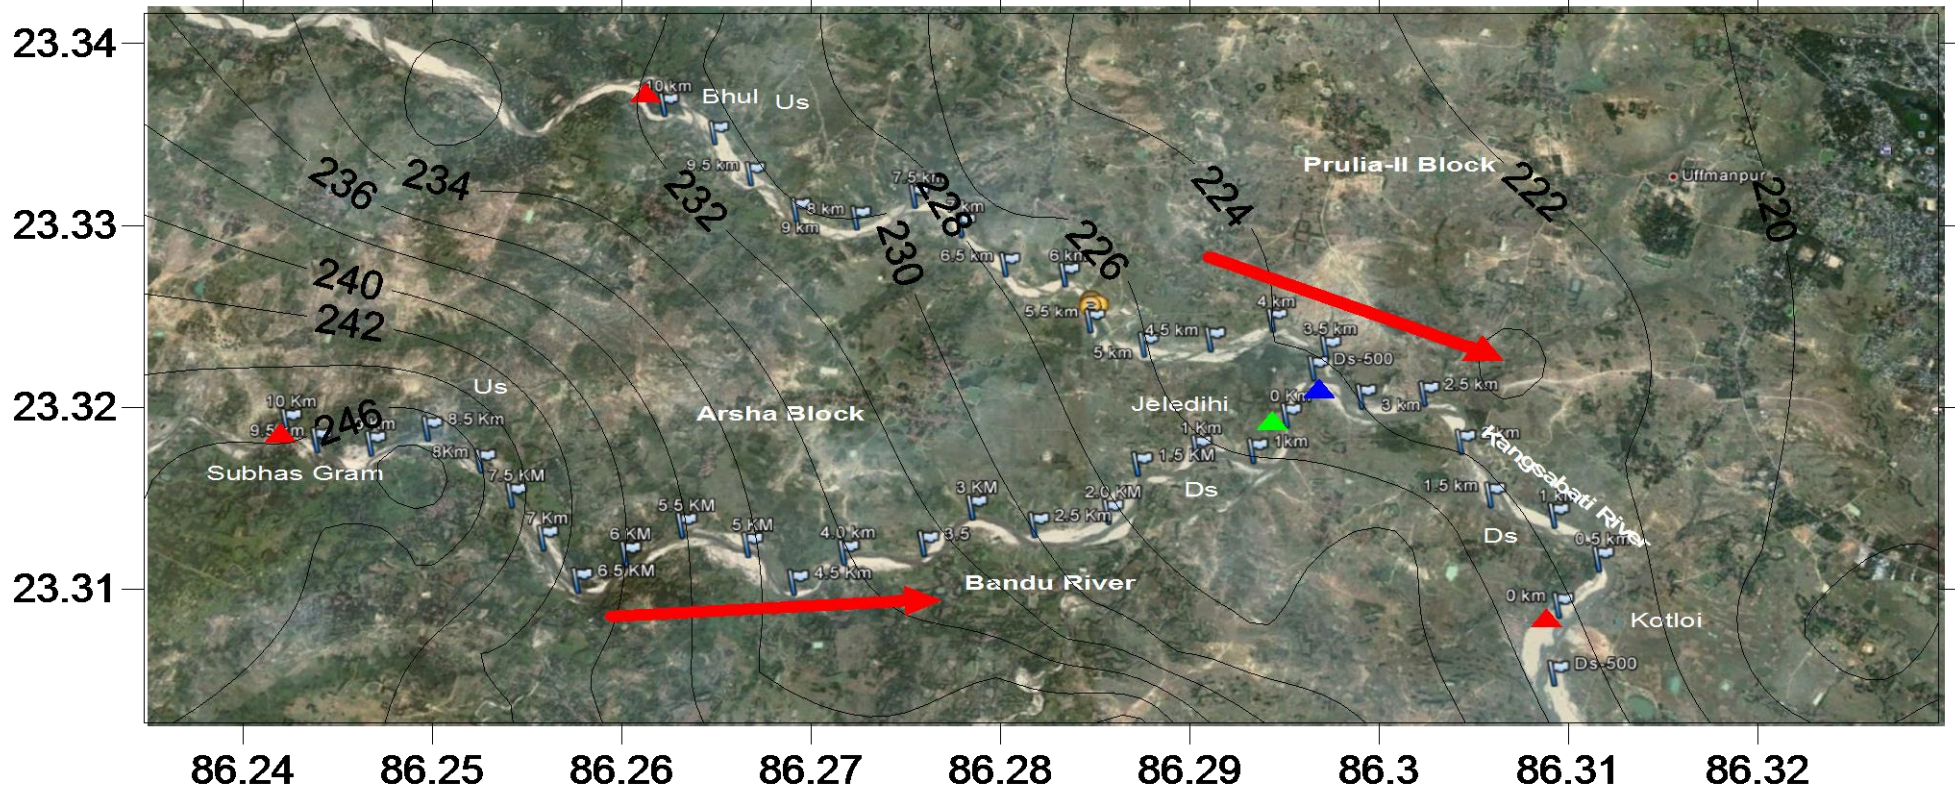 23.34
10 km
Bhul Us
9.5 km
Prulia-II Block
236
234
232
7.5 km
Uffmanpur
224
222
220
23.33
8 km
228
km
9 km
230
6.5 km
6 km
226
240
242
4 km
5.5 km
4.5 km
3.5 km
5 km
Ds-500
Us
2.5 km
23.32
10 Km
246
8.5 Km
Arsha Block
Jeledihi
0 Km
3 km
9.5 km
8Km
1 Km
1km
km
Kangsabati River
Subhas Gram
7.5 KM
1.5 KM
Ds
1.5 km
3 KM
2.0 KM
5.5 KM
7 Km
2.5 Km
6 KM
5 KM
4.0 km
3.5
Ds
0.5 km
23.31
6.5 KM
4.5 Km
Bandu River
0 km
Kotloi
Ds-500
86.24
86.25
86.26
86.27
86.28
86.29
86.3
86.31
86.32